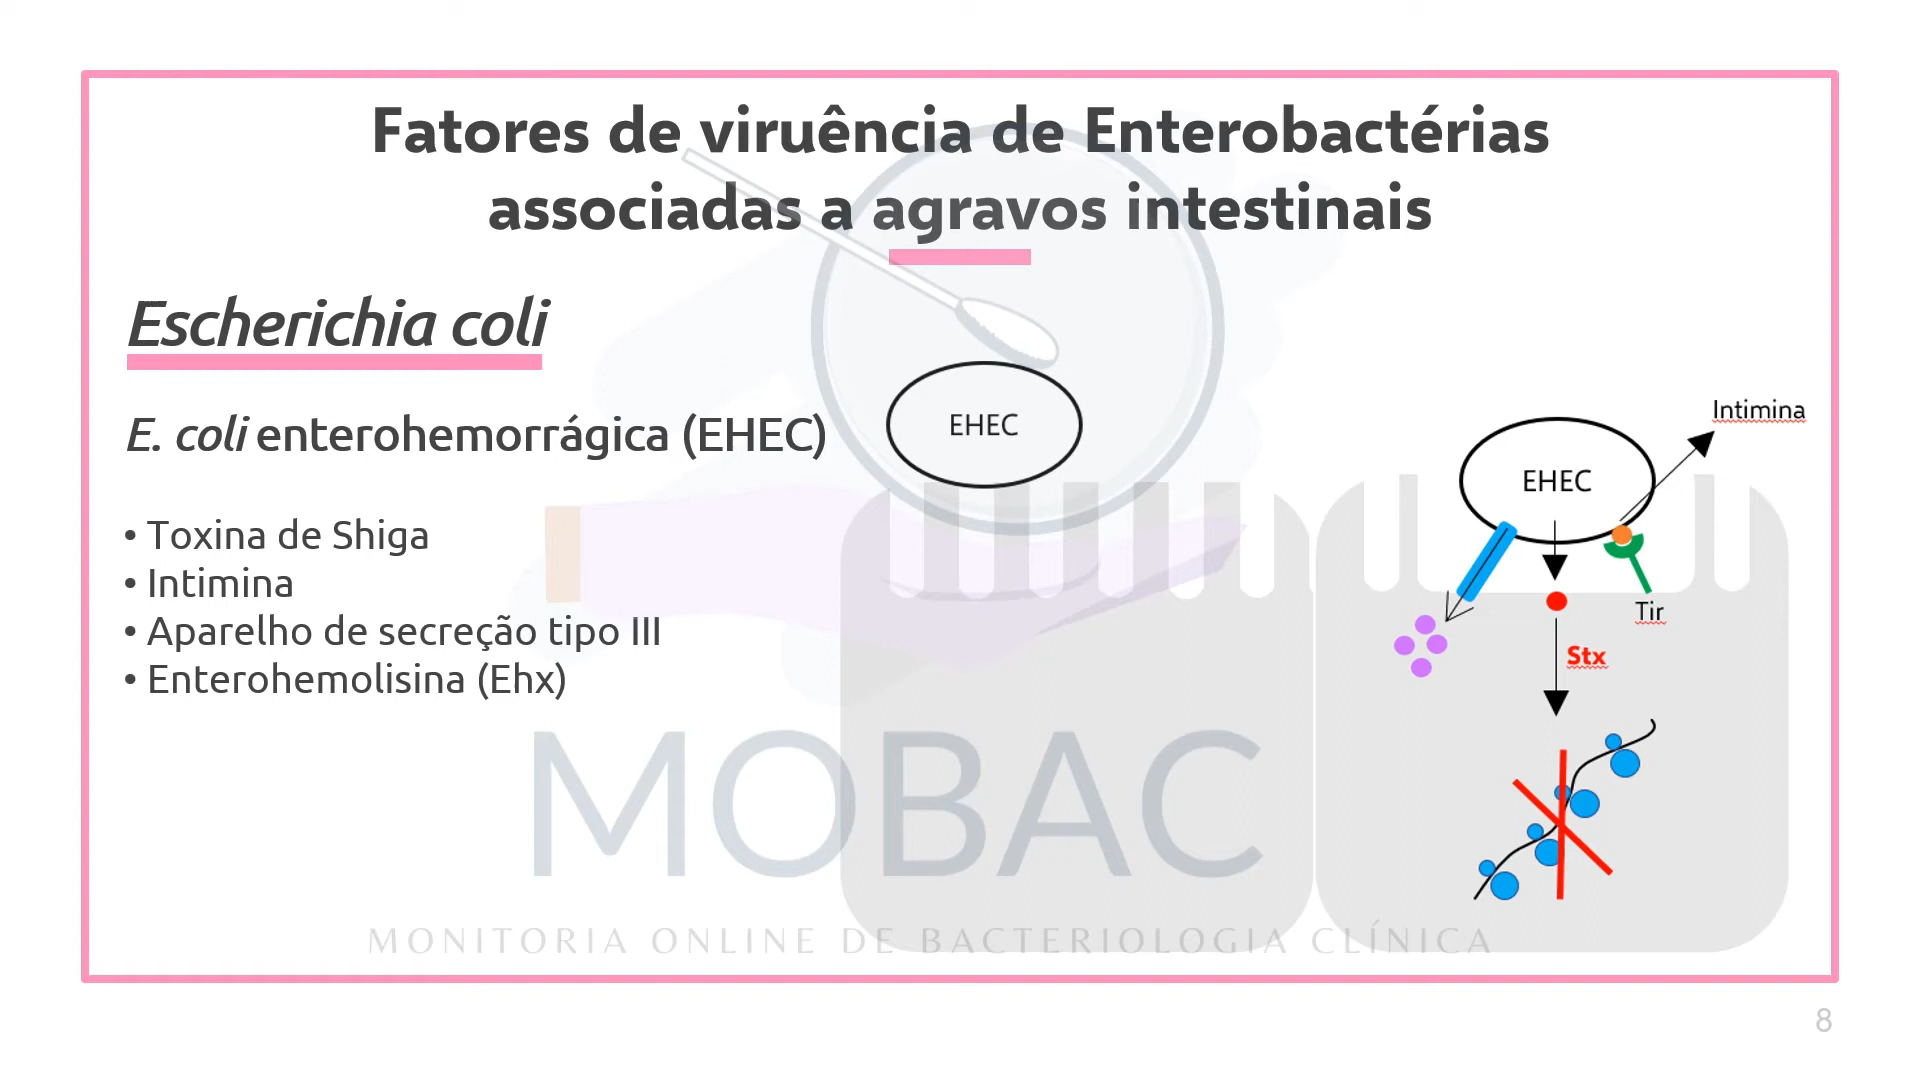 Fatores de viruência de Enterobactérias
associadas a agravos intestinais
Escherichia coli
E. coli enterohemorrágica (EHEC)
• Toxina de Shiga
• Intimina
• Aparelho de secreção tipo III
• Enterohemolisina (Ehx)
EHEC
Intimina
EHEC
Tir
Stx
MOBAC
MONITORIA ONLINE DE BACTERIOLOGIA CLÍNICA
8